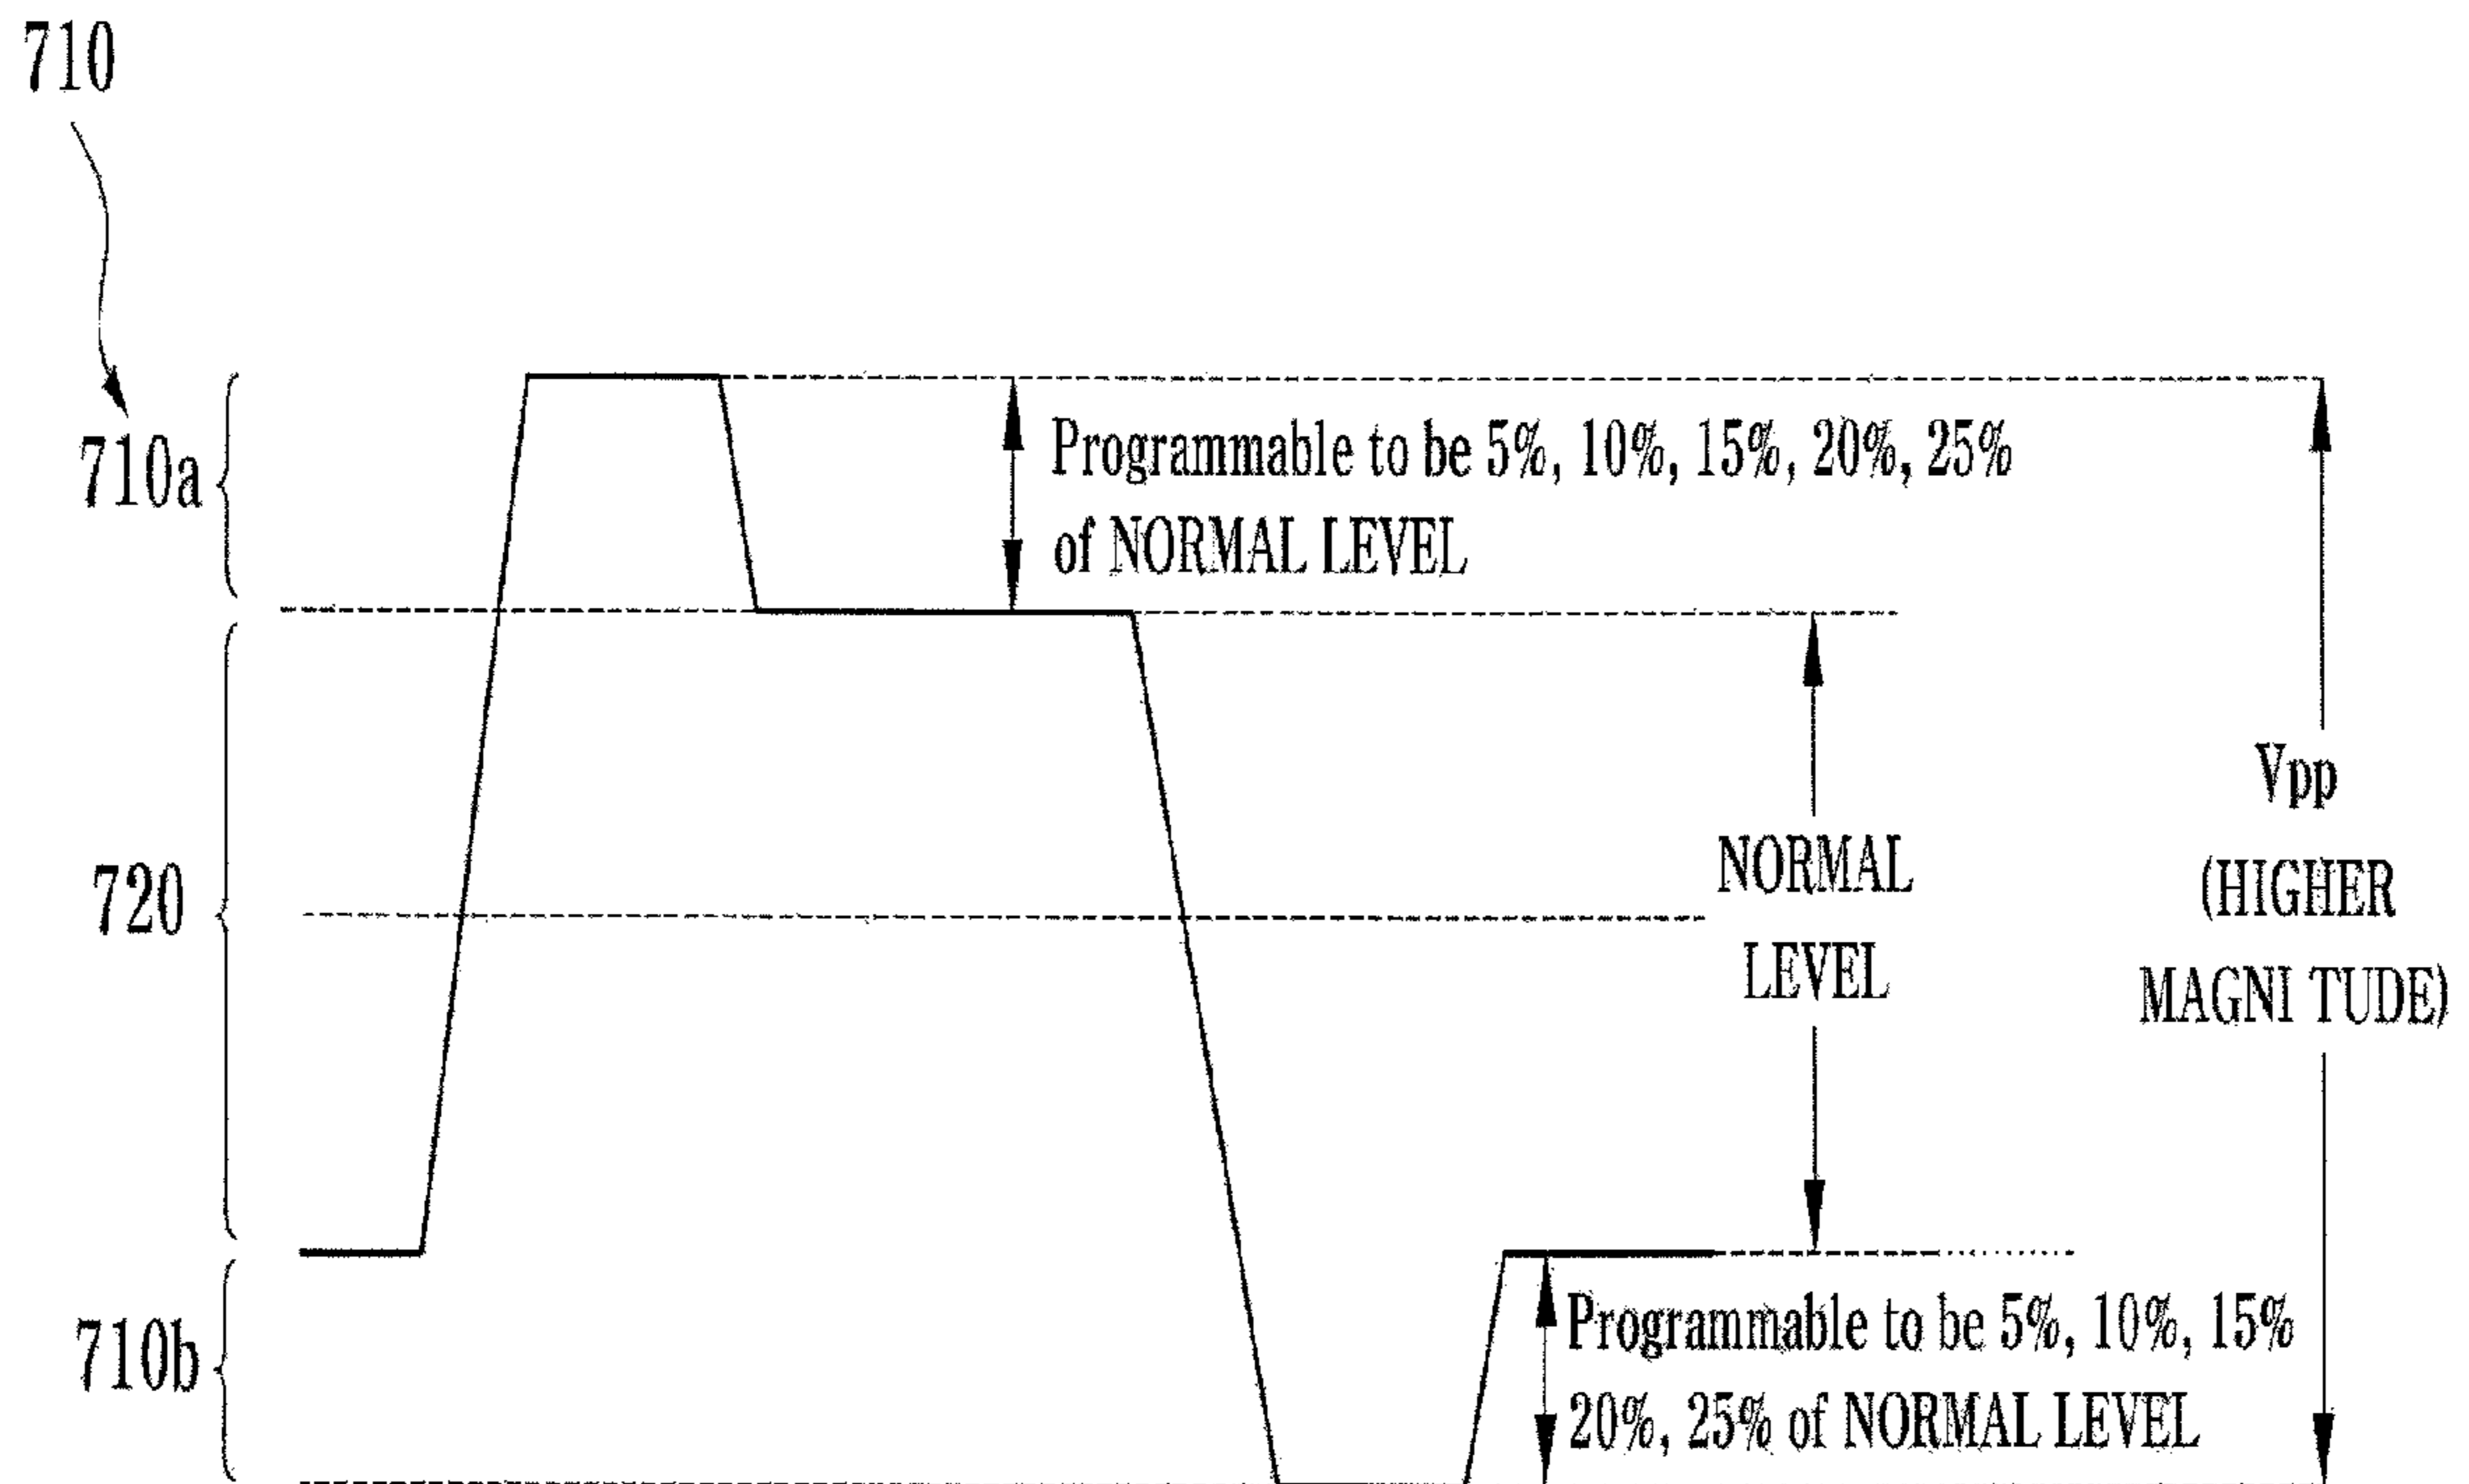 710
710a
Programmable to be 5%, 10%, 15%, 20%, 25%
of NORMAL LEVEL
720
NORMAL
LEVEL
Vpp
(HIGHER
MAGNI TUDE)
710b
Programmable to be 5%, 10%, 15%
20%, 25% of NORMAL LEVEL